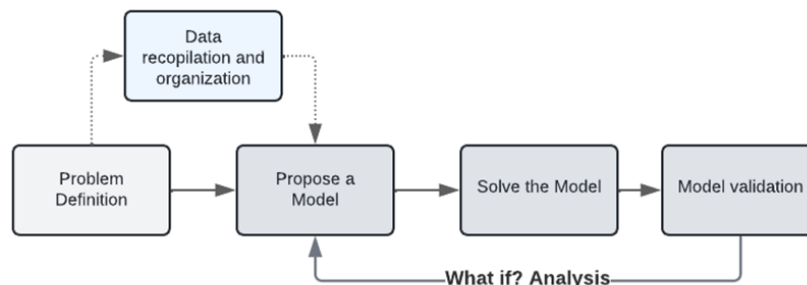 Data
recopilation and
organization
Problem
Definition
Propose a
Model
Solve the Model
Model validation
What if? Analysis